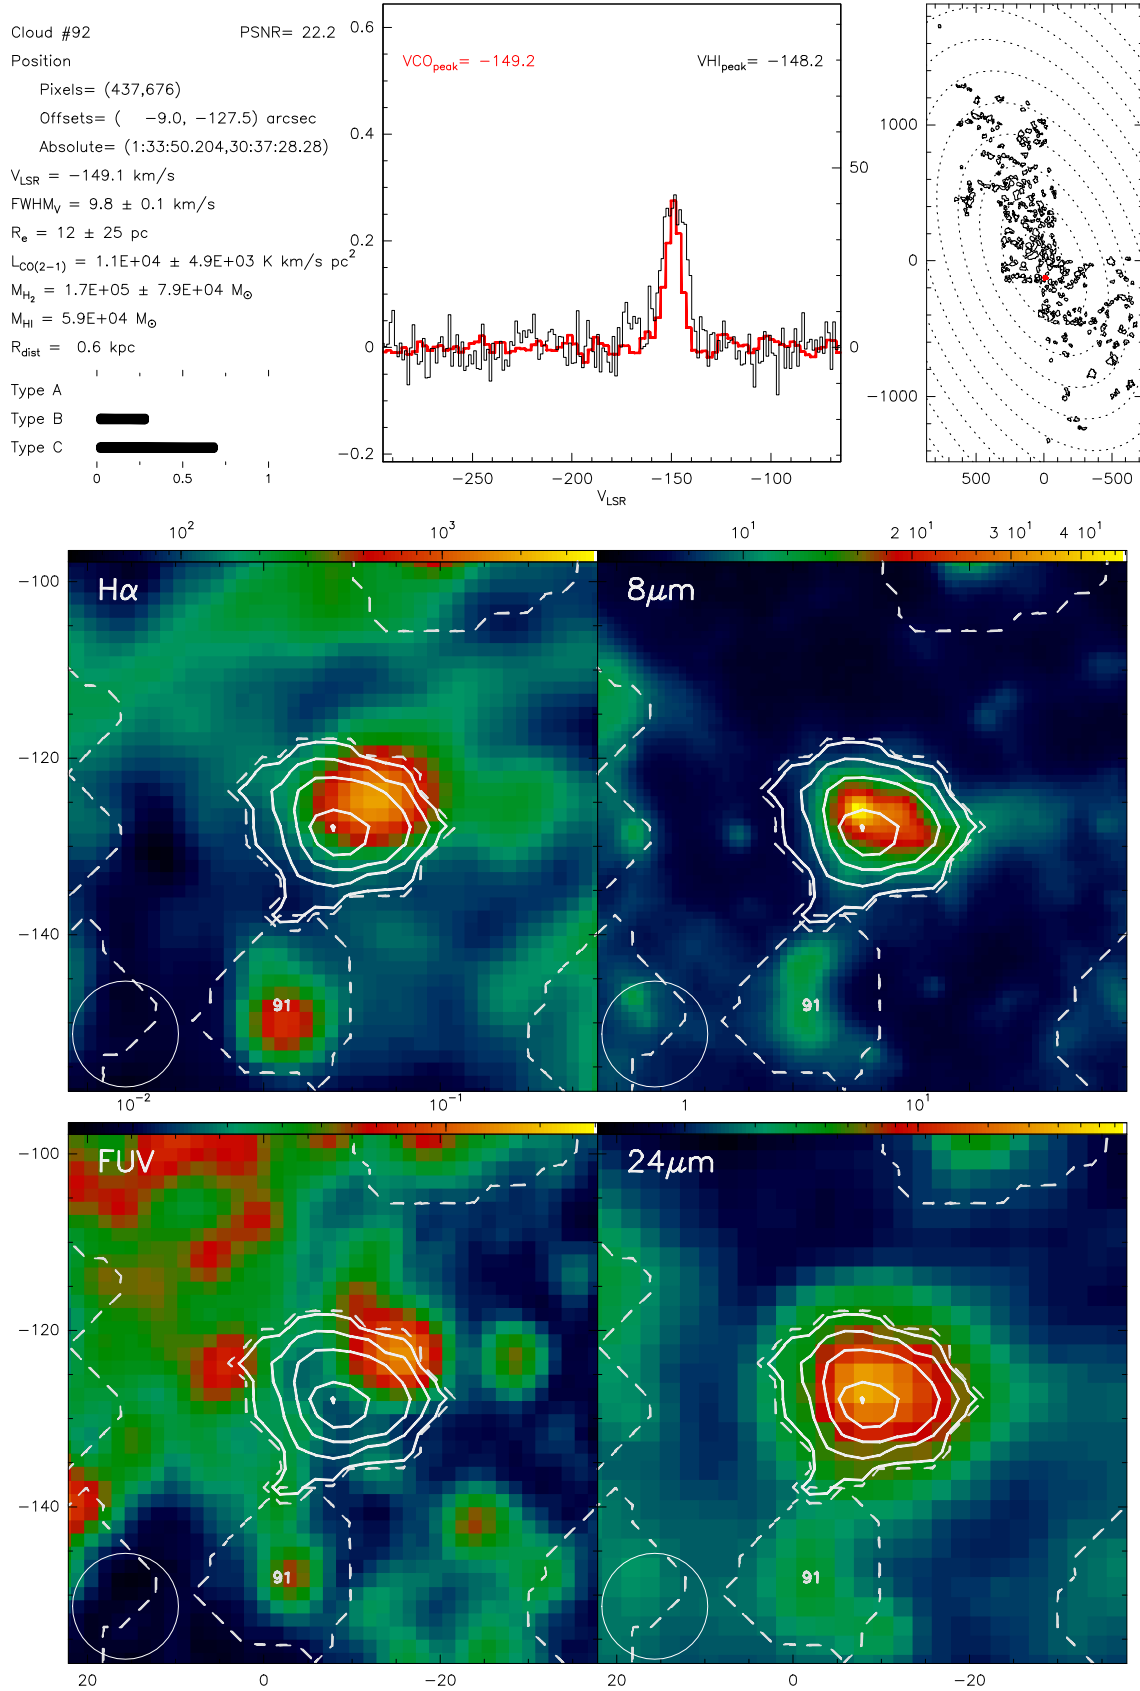 Cloud #92 PSNR= 22.2
Position
Pixels= (437,676)
Offsets= ( −9.0, −127.5) arcsec
Absolute= (1:33:50.204,30:37:28.28)
V_LSR = −149.1 km/s
FWHM_V = 9.8 ± 0.1 km/s
R_e = 12 ± 25 pc
L_CO(2−1) = 1.1E+04 ± 4.9E+03 K km/s pc²
M_H₂ = 1.7E+05 ± 7.9E+04 M_⊙
M_HI = 5.9E+04 M_⊙
R_dist = 0.6 kpc
Type A
Type B
Type C
0 0.5 1
VCO_peak= −149.2 VHI_peak= −148.2
0.6
0.4
0.2
0
−0.2
50
0
−250 −200 −150 −100
V_LSR
1000
0
−1000
500 0 −500
10² 10³
10¹ 2 10¹ 3 10¹ 4 10¹
Hα
8μm
−100
−120
−140
91
91
10⁻² 10⁻¹
1 10¹
FUV
24μm
−100
−120
−140
91
91
20 0 −20
20 0 −20